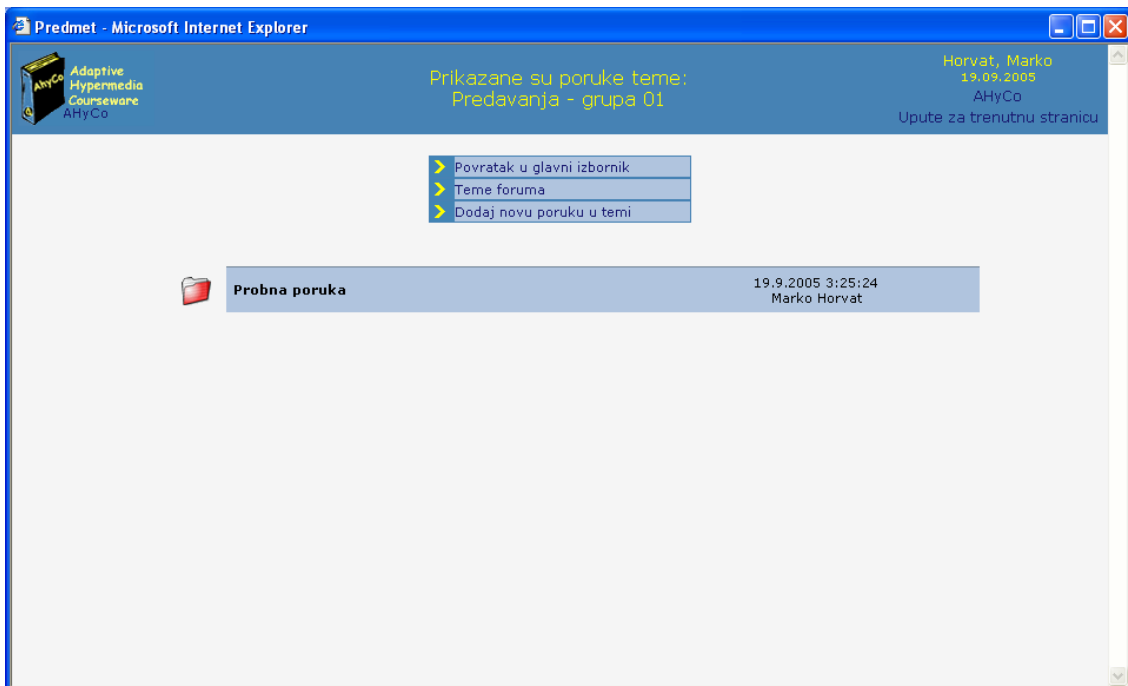 Predmet - Microsoft Internet Explorer
AhyCo
Adaptive
Hypermedia
Courseware
AHyCo
Prikazane su poruke teme:
Predavanja - grupa 01
Horvat, Marko
19.09.2005
AHyCo
Upute za trenutnu stranicu
Povratak u glavni izbornik
Teme foruma
Dodaj novu poruku u temi
Probna poruka
19.9.2005 3:25:24
Marko Horvat